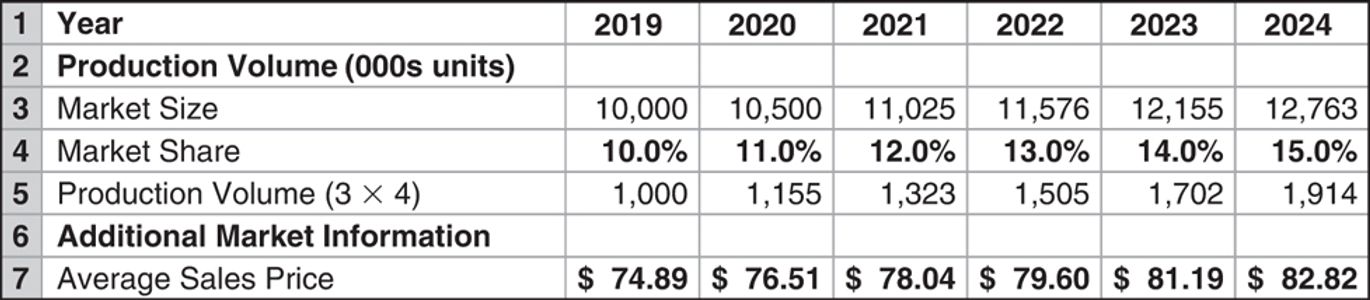 1 Year 2019 2020 2021 2022 2023 2024
2 Production Volume (000s units)
3 Market Size 10,000 10,500 11,025 11,576 12,155 12,763
4 Market Share 10.0% 11.0% 12.0% 13.0% 14.0% 15.0%
5 Production Volume (3 × 4) 1,000 1,155 1,323 1,505 1,702 1,914
6 Additional Market Information
7 Average Sales Price $ 74.89 $ 76.51 $ 78.04 $ 79.60 $ 81.19 $ 82.82